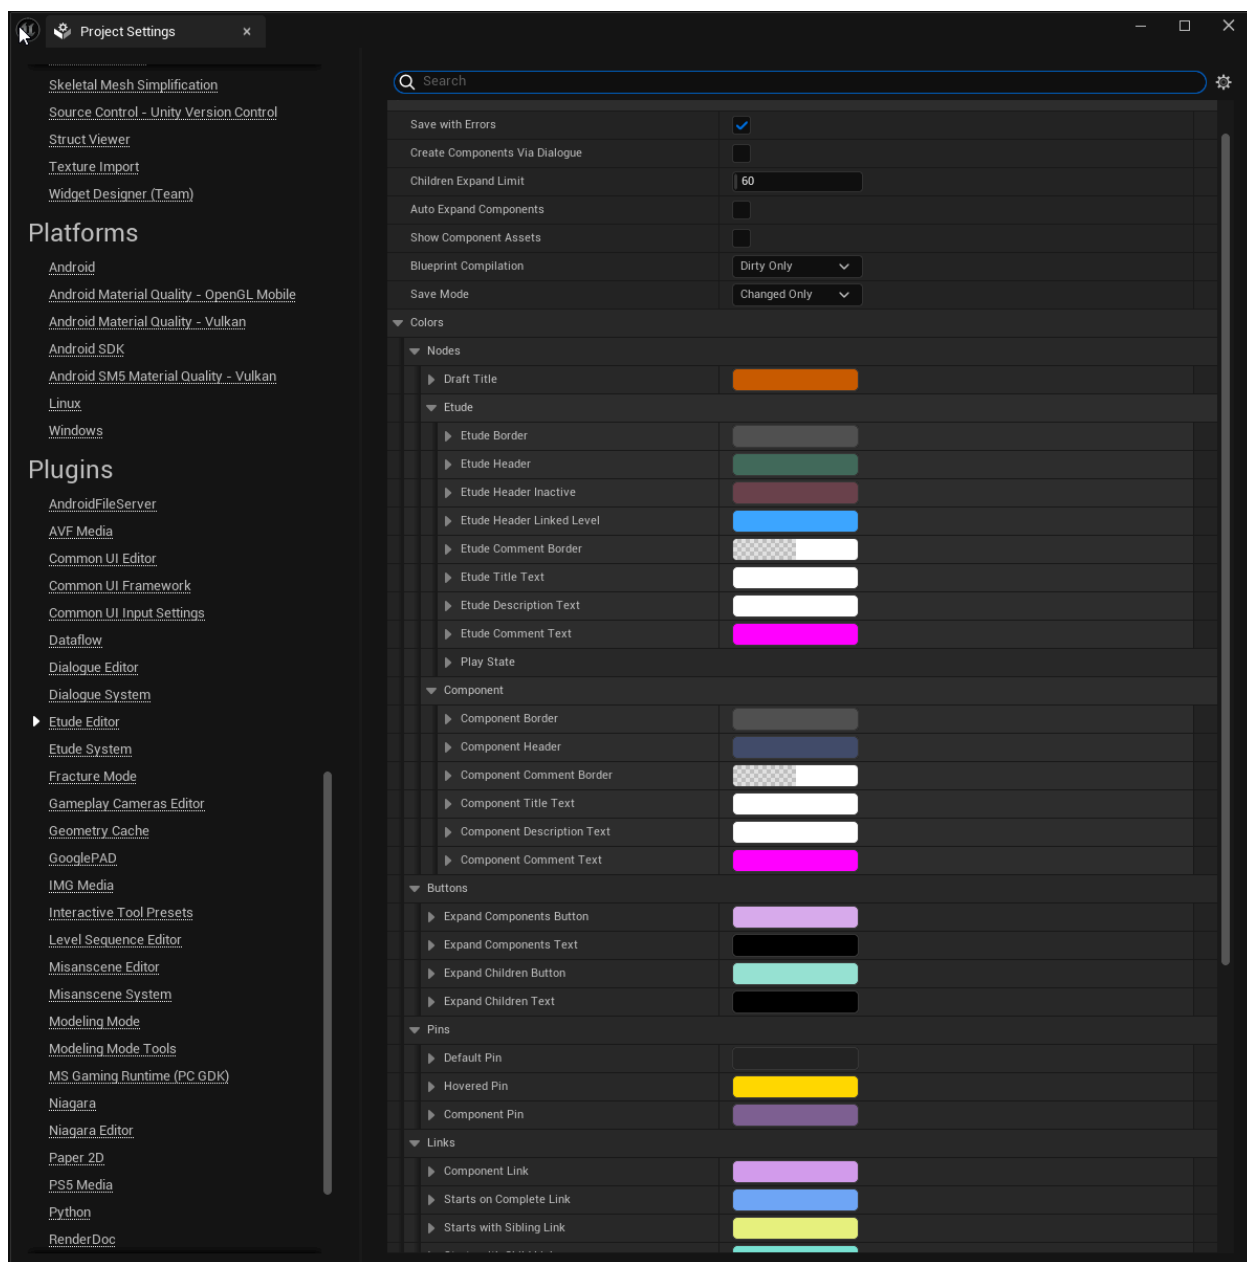 Project Settings
Skeletal Mesh Simplification
Source Control - Unity Version Control
Struct Viewer
Texture Import
Widget Designer (Team)
Platforms
Android
Android Material Quality - OpenGL Mobile
Android Material Quality - Vulkan
Android SDK
Android SM5 Material Quality - Vulkan
Linux
Windows
Plugins
AndroidFileServer
AVF Media
Common UI Editor
Common UI Framework
Common UI Input Settings
Dataflow
Dialogue Editor
Dialogue System
Etude Editor
Etude System
Fracture Mode
Gameplay Cameras Editor
Geometry Cache
GooglePAD
IMG Media
Interactive Tool Presets
Level Sequence Editor
Misanscene Editor
Misanscene System
Modeling Mode
Modeling Mode Tools
MS Gaming Runtime (PC GDK)
Niagara
Niagara Editor
Paper 2D
PS5 Media
Python
RenderDoc
Search
Save with Errors
Create Components Via Dialogue
Children Expand Limit 60
Auto Expand Components
Show Component Assets
Blueprint Compilation Dirty Only
Save Mode Changed Only
Colors
Nodes
Draft Title
Etude
Etude Border
Etude Header
Etude Header Inactive
Etude Header Linked Level
Etude Comment Border
Etude Title Text
Etude Description Text
Etude Comment Text
Play State
Component
Component Border
Component Header
Component Comment Border
Component Title Text
Component Description Text
Component Comment Text
Buttons
Expand Components Button
Expand Components Text
Expand Children Button
Expand Children Text
Pins
Default Pin
Hovered Pin
Component Pin
Links
Component Link
Starts on Complete Link
Starts with Sibling Link